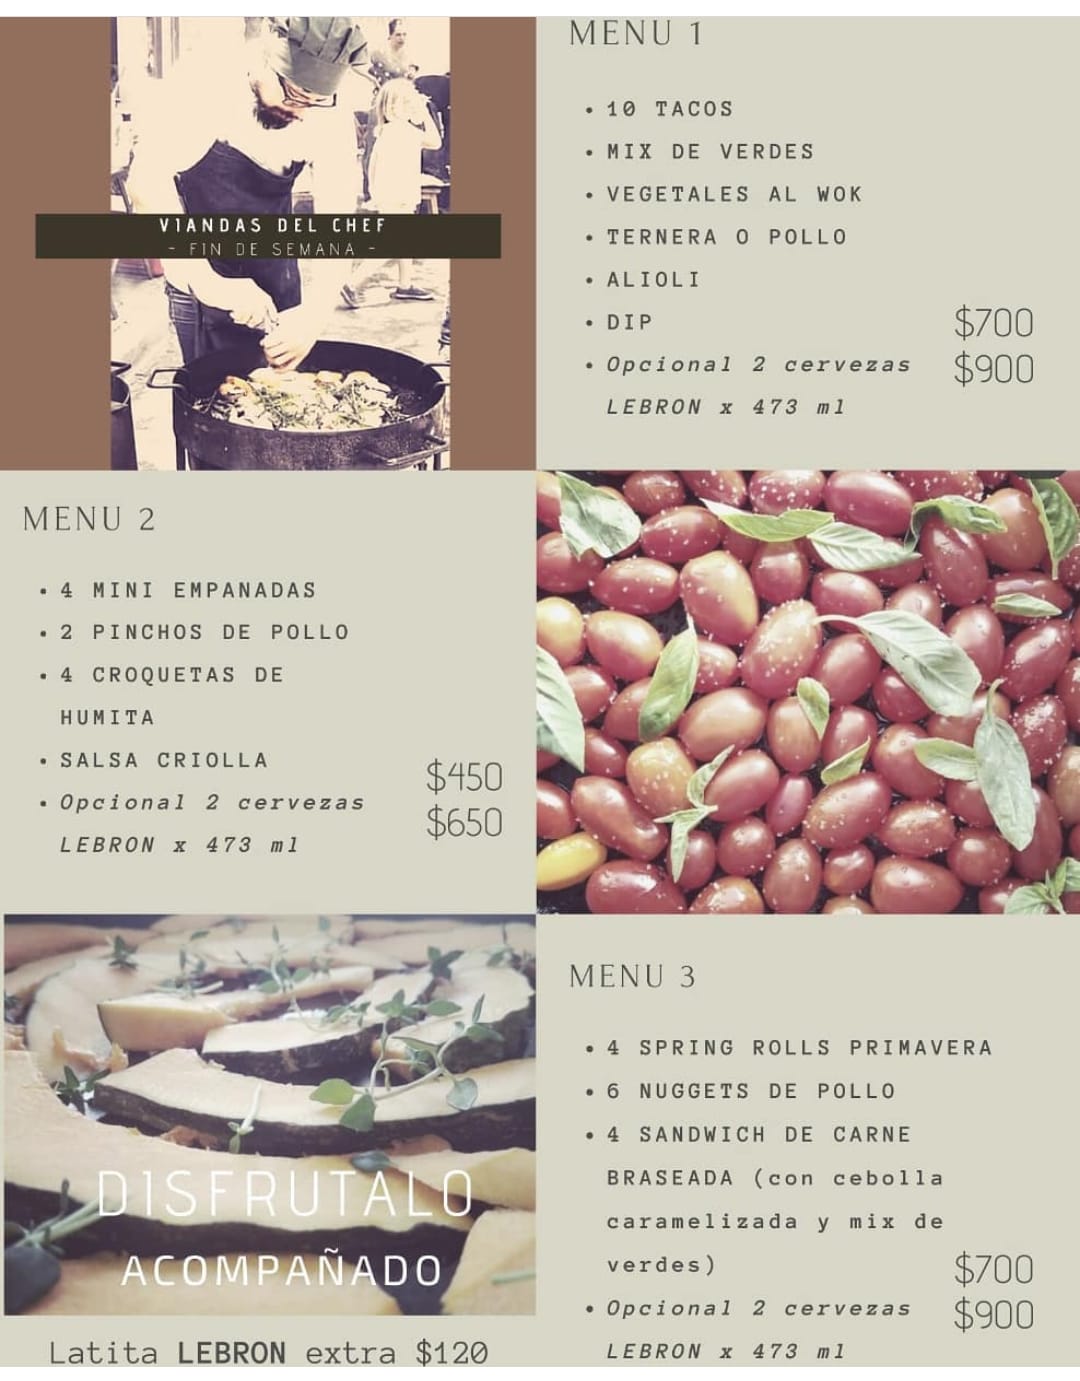 VIANDAS DEL CHEF
- FIN DE SEMANA -
MENU 1
• 10 TACOS
• MIX DE VERDES
• VEGETALES AL WOK
• TERNERA O POLLO
• ALIOLI
• DIP $700
• Opcional 2 cervezas $900
LEBRON x 473 ml
MENU 2
• 4 MINI EMPANADAS
• 2 PINCHOS DE POLLO
• 4 CROQUETAS DE
HUMITA
• SALSA CRIOLLA $450
• Opcional 2 cervezas $650
LEBRON x 473 ml
DISFRUTALO
ACOMPAÑADO
Latita LEBRON extra $120
MENU 3
• 4 SPRING ROLLS PRIMAVERA
• 6 NUGGETS DE POLLO
• 4 SANDWICH DE CARNE
BRASEADA (con cebolla
caramelizada y mix de
verdes) $700
• Opcional 2 cervezas $900
LEBRON x 473 ml